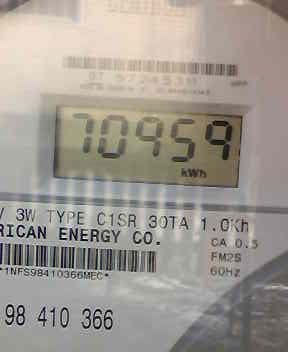 70959
kWh
V 3W TYPE C1SR 30TA 1.0Kh
RICAN ENERGY CO.
CA 0.5
FM2S
60Hz
*1NFS98410366MEC*
98 410 366